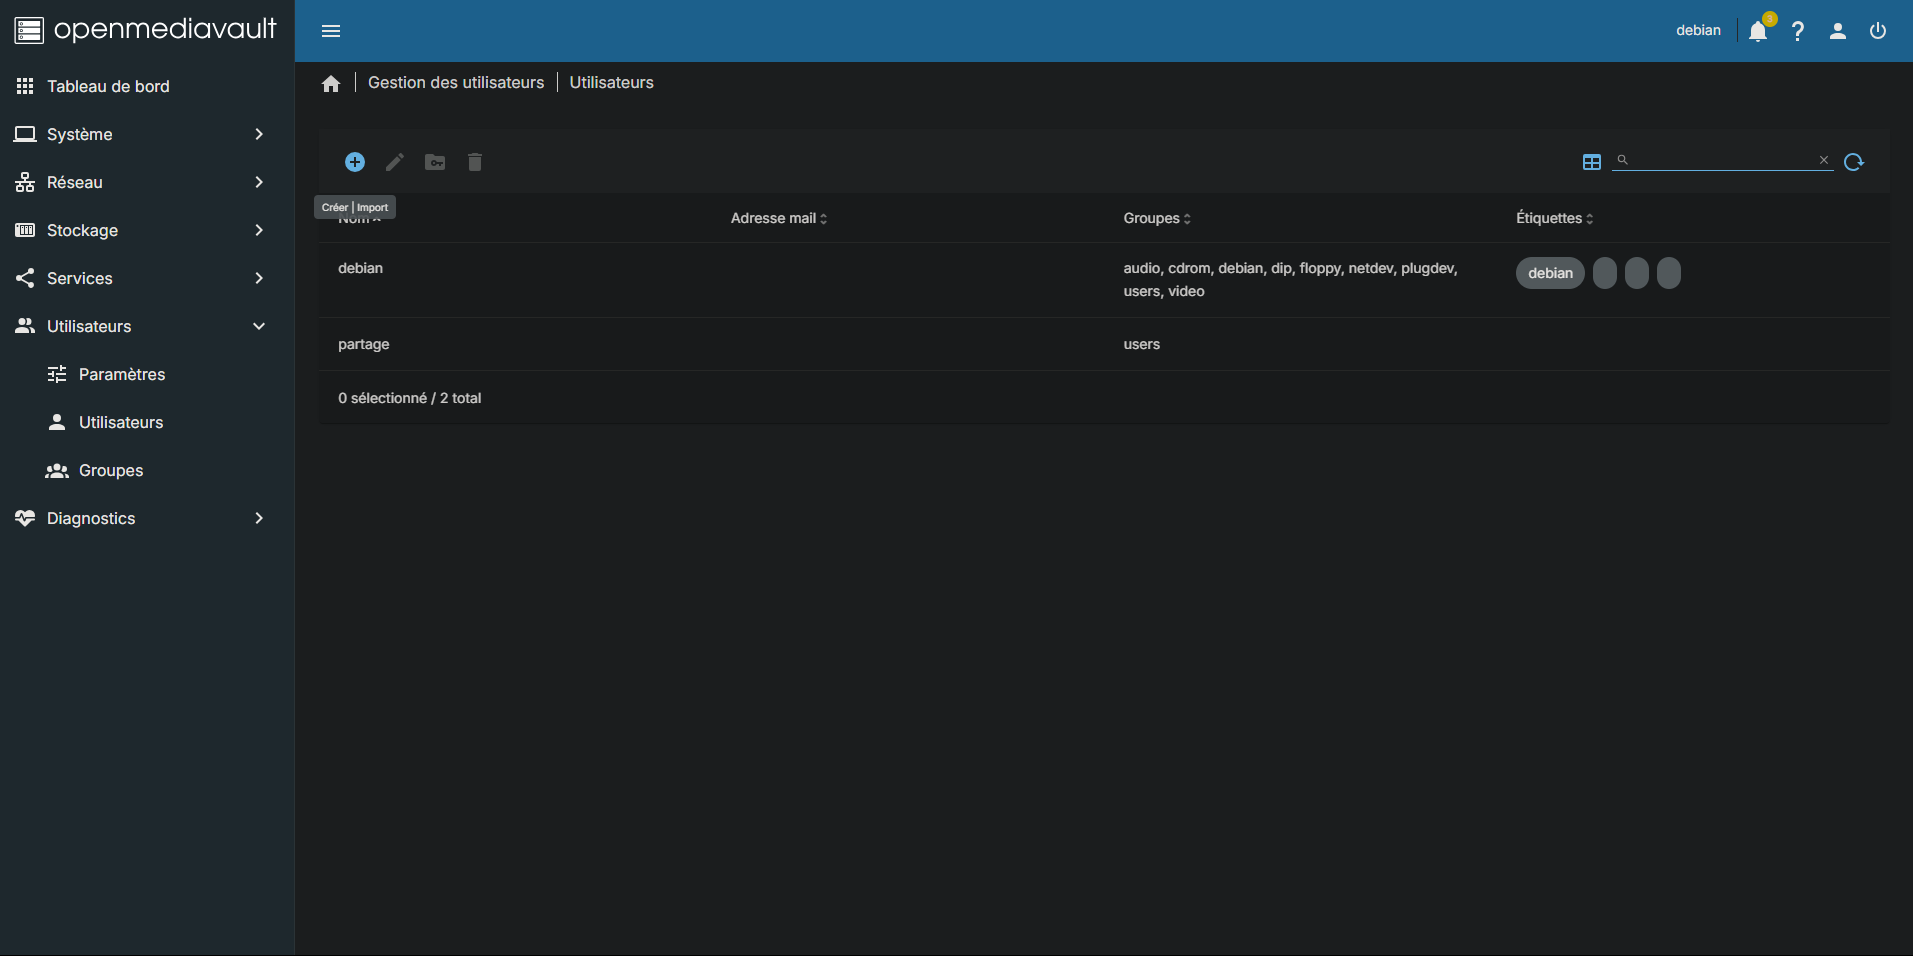 openmediavault
debian
3
Tableau de bord
Système
Réseau
Stockage
Services
Utilisateurs
Paramètres
Utilisateurs
Groupes
Diagnostics
Gestion des utilisateurs | Utilisateurs
Créer | Import
Nom
Adresse mail
Groupes
Étiquettes
debian
audio, cdrom, debian, dip, floppy, netdev, plugdev,
users, video
debian
partage
users
0 sélectionné / 2 total